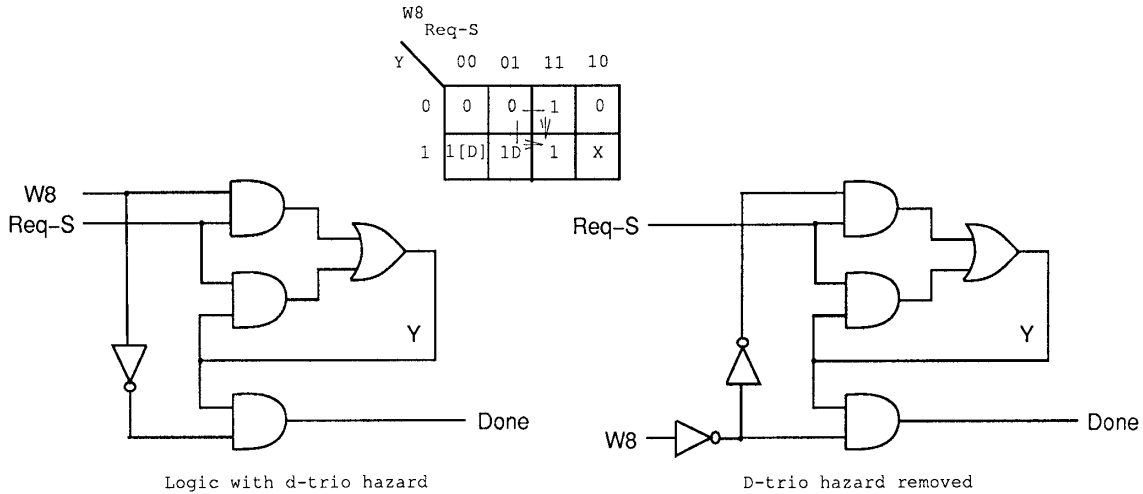 W8
Req-S
Y 00 01 11 10
0 0 0 1 0
1 1[D] 1D 1 X
W8
Req-S
Y
Done
Logic with d-trio hazard
Req-S
Y
W8
Done
D-trio hazard removed